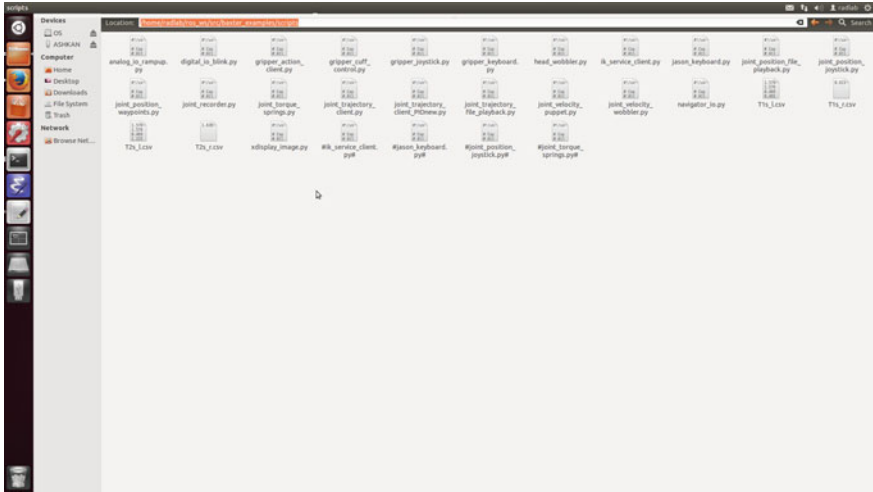 scripts
radlab
Devices
OS
ASHKAN
Computer
Home
Desktop
Downloads
File System
Trash
Network
Browse Net...
Location: /home/radlab/ros_ws/src/baxter_examples/scripts
Search
analog_io_rampup.
py
digital_io_blink.py
gripper_action_
client.py
gripper_cuff_
control.py
gripper_joystick.py
gripper_keyboard.
py
head_wobbler.py
ik_service_client.py
jason_keyboard.py
joint_position_file_
playback.py
joint_position_
joystick.py
joint_position_
waypoints.py
joint_recorder.py
joint_torque_
springs.py
joint_trajectory_
client.py
joint_trajectory_
client_PIDnew.py
joint_trajectory_
file_playback.py
joint_velocity_
puppet.py
joint_velocity_
wobbler.py
navigator_io.py
T1s_l.csv
T1s_r.csv
T2s_l.csv
T2s_r.csv
xdisplay_image.py
#ik_service_client.
py#
#jason_keyboard.
py#
#joint_position_
joystick.py#
#joint_torque_
springs.py#